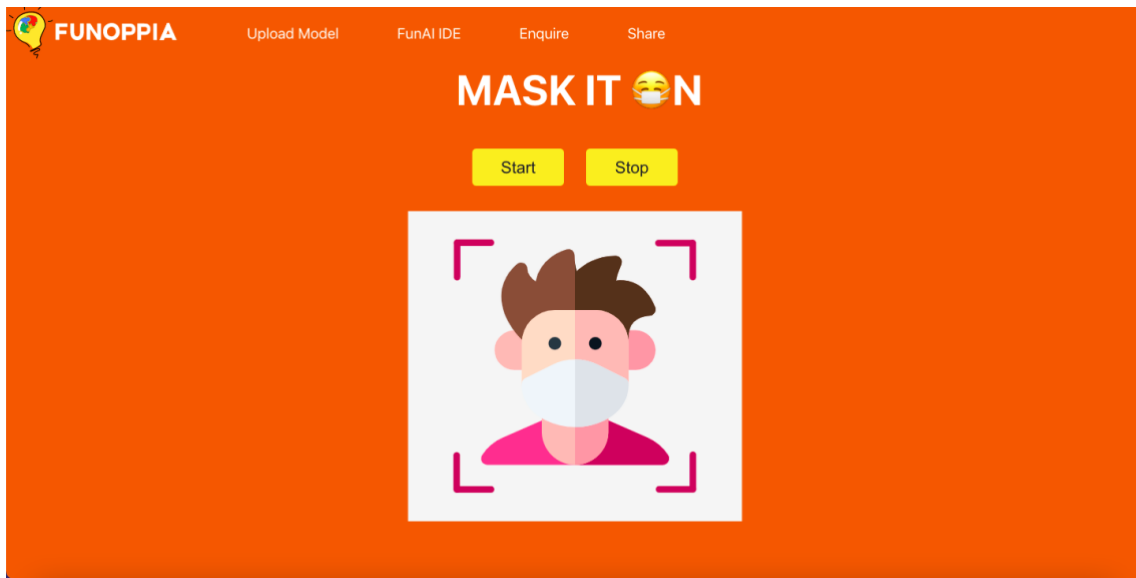 FUNOPPIA Upload Model FunAI IDE Enquire Share
MASK IT 😷N
Start Stop